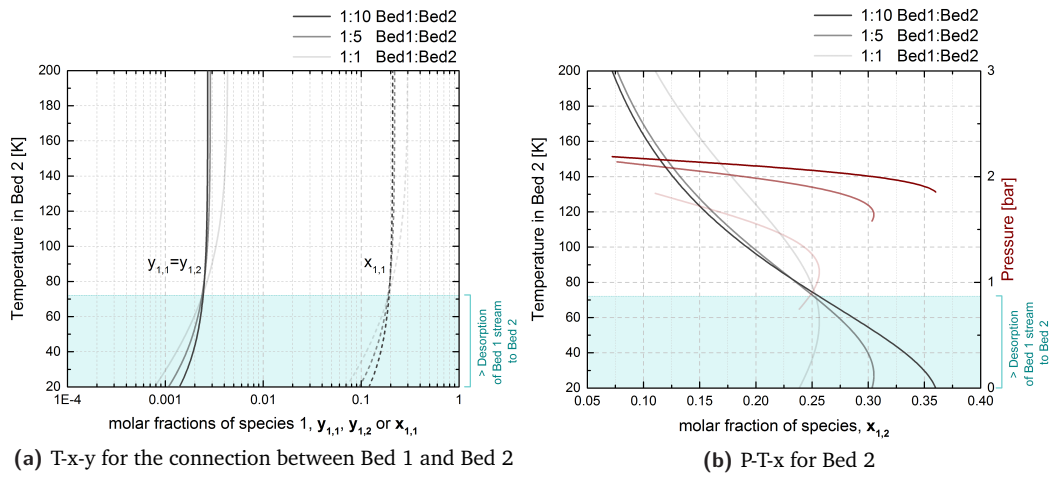 1:10 Bed1:Bed2
1:5 Bed1:Bed2
1:1 Bed1:Bed2
200
180
160
140
120
100
80
60
40
20
Temperature in Bed 2 [K]
y1,1=y1,2
x1,1
> Desorption
of Bed 1 stream
to Bed 2
1E-4 0.001 0.01 0.1 1
molar fractions of species 1, y1,1, y1,2 or x1,1
(a) T-x-y for the connection between Bed 1 and Bed 2
1:10 Bed1:Bed2
1:5 Bed1:Bed2
1:1 Bed1:Bed2
200
180
160
140
120
100
80
60
40
20
Temperature in Bed 2 [K]
3
2
1
0
Pressure [bar]
> Desorption
of Bed 1 stream
to Bed 2
0.05 0.10 0.15 0.20 0.25 0.30 0.35 0.40
molar fraction of species, x1,2
(b) P-T-x for Bed 2